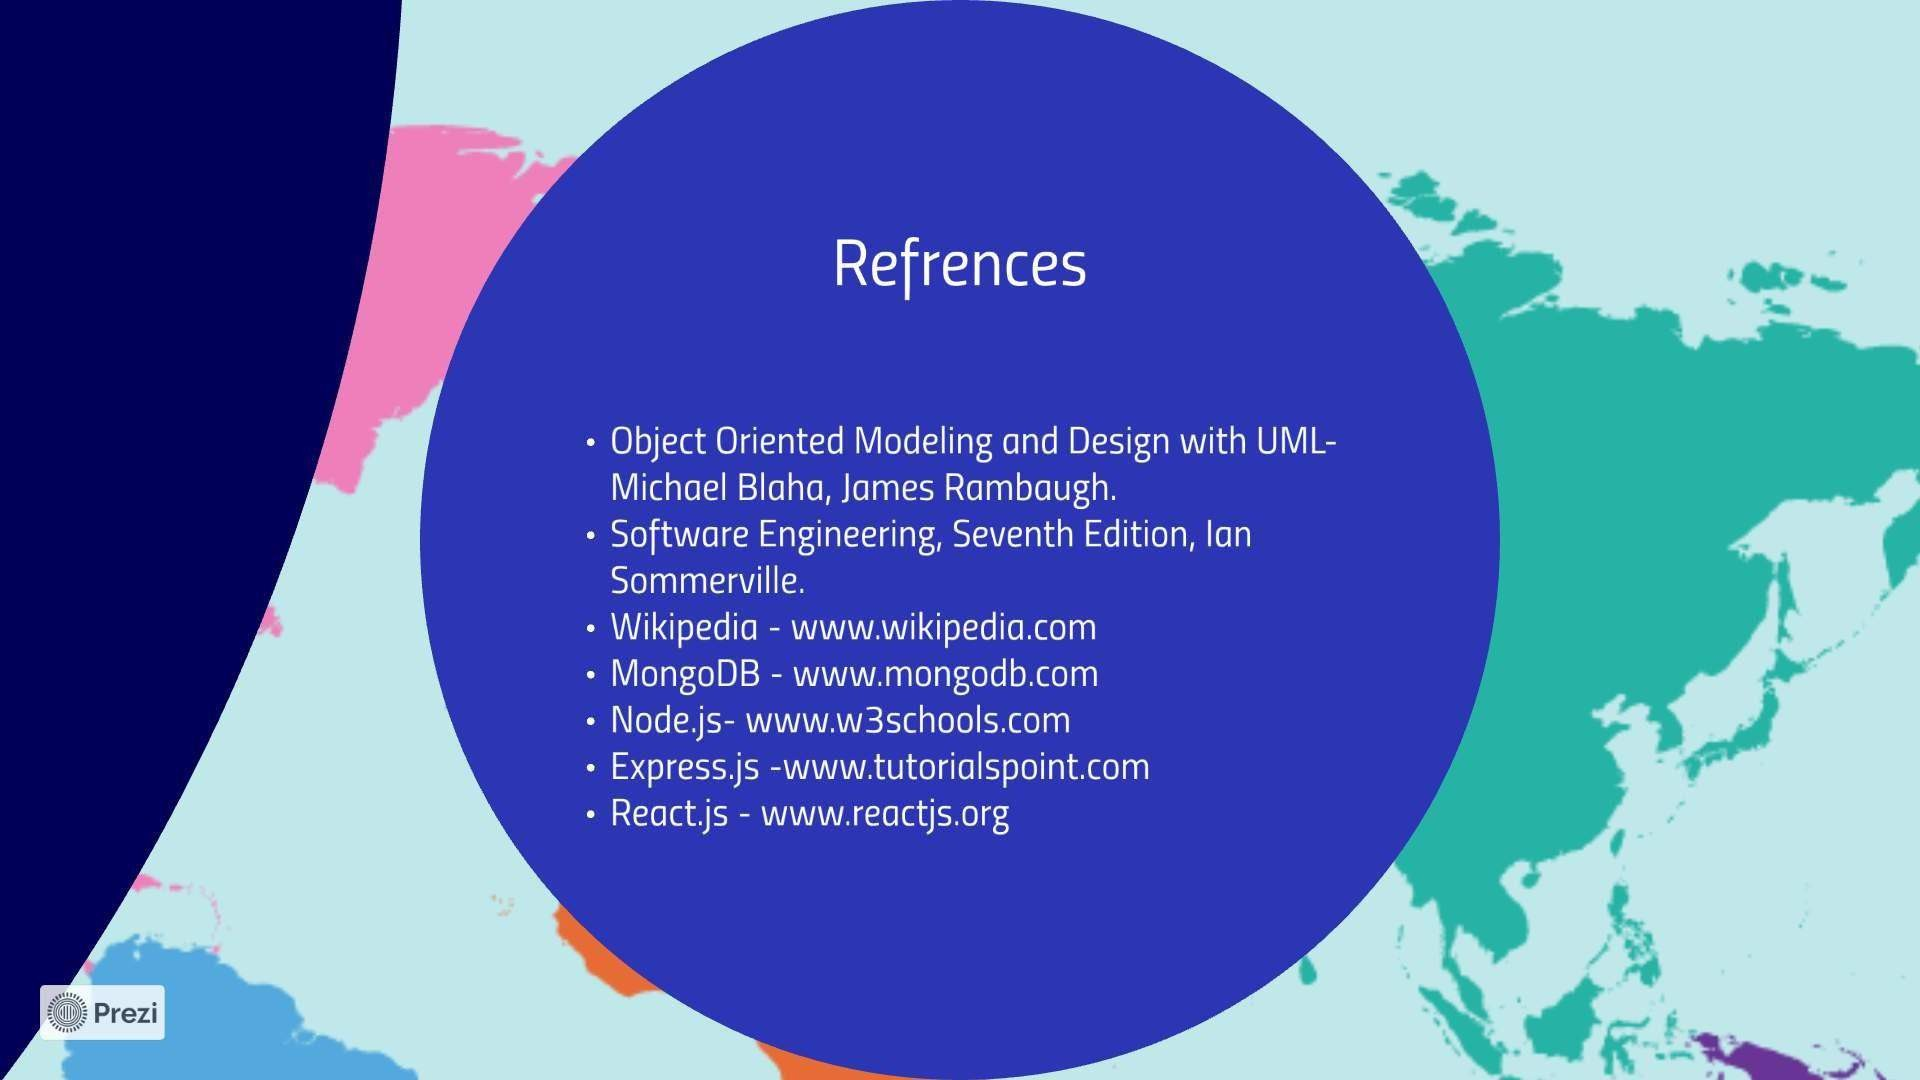 Refrences
• Object Oriented Modeling and Design with UML-
Michael Blaha, James Rambaugh.
• Software Engineering, Seventh Edition, Ian
Sommerville.
• Wikipedia - www.wikipedia.com
• MongoDB - www.mongodb.com
• Node.js- www.w3schools.com
• Express.js -www.tutorialspoint.com
• React.js - www.reactjs.org
Prezi